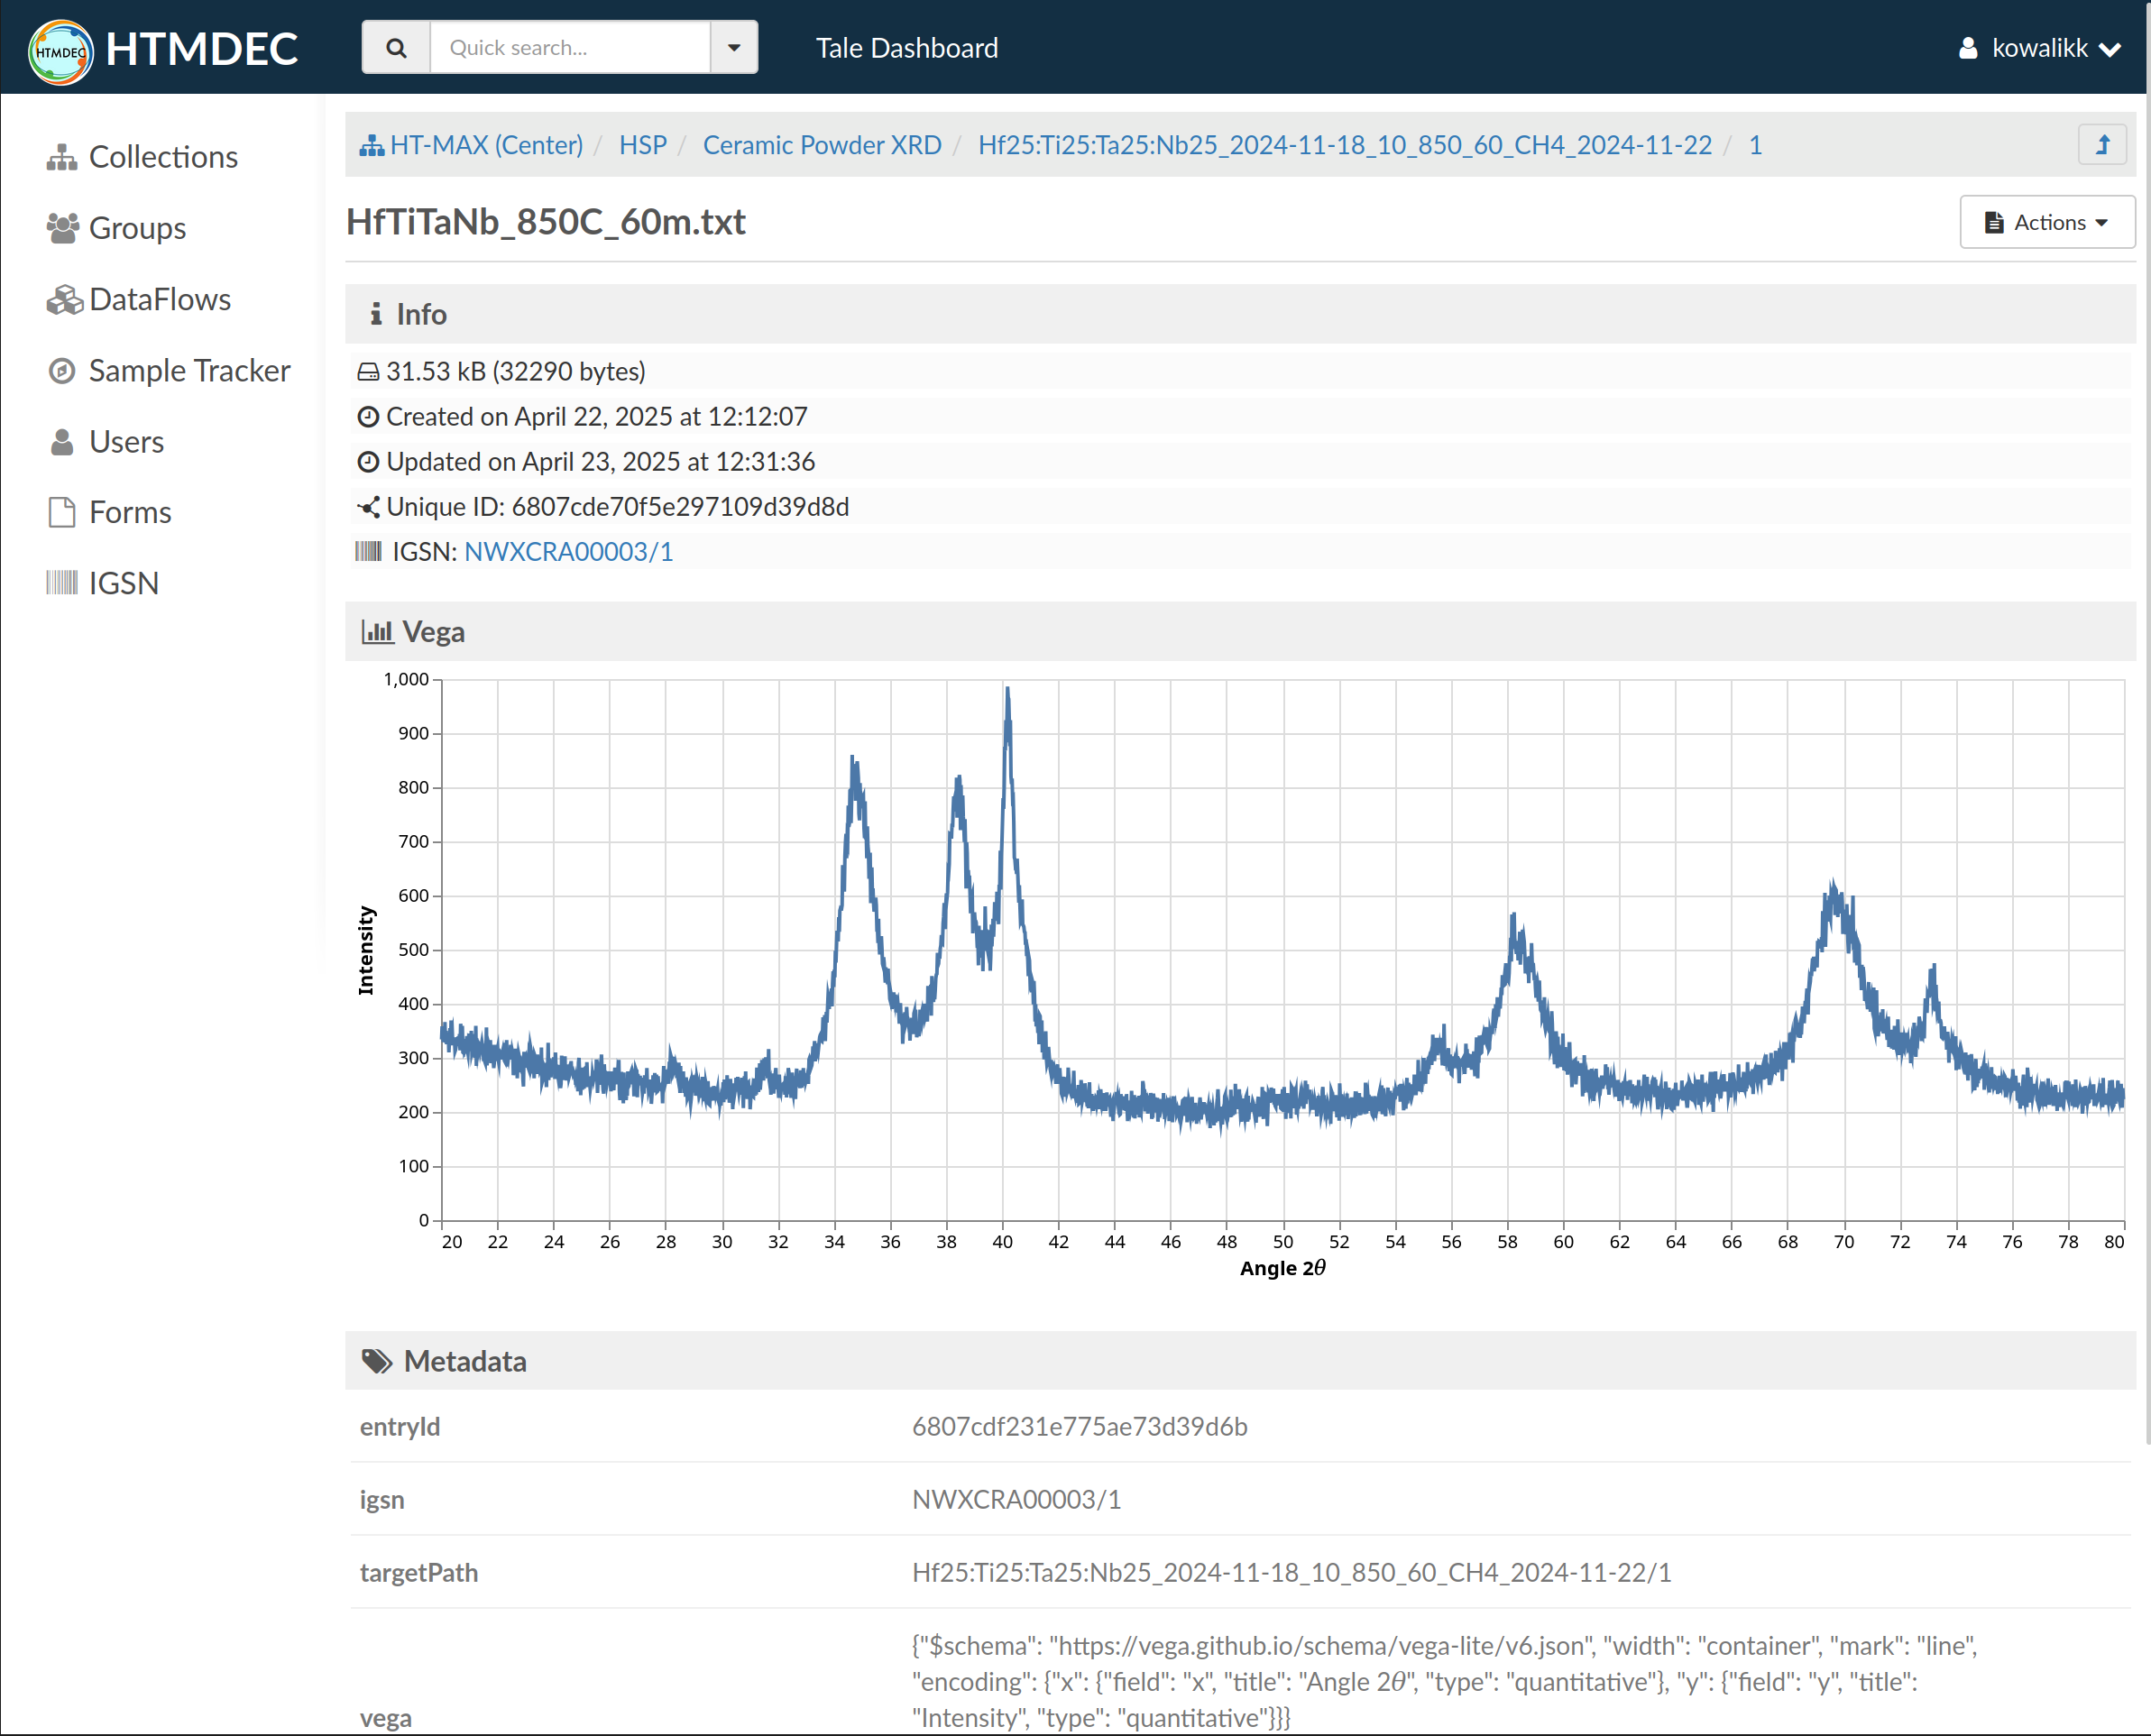 HTMDEC HTMDEC Quick search... Tale Dashboard kowalikk
Collections
Groups
DataFlows
Sample Tracker
Users
Forms
IGSN
HT-MAX (Center) / HSP / Ceramic Powder XRD / Hf25:Ti25:Ta25:Nb25_2024-11-18_10_850_60_CH4_2024-11-22 / 1
HfTiTaNb_850C_60m.txt
Actions
Info
31.53 kB (32290 bytes)
Created on April 22, 2025 at 12:12:07
Updated on April 23, 2025 at 12:31:36
Unique ID: 6807cde70f5e297109d39d8d
IGSN: NWXCRA00003/1
Vega
1,000
900
800
700
600
500
400
300
200
100
0
Intensity
20 22 24 26 28 30 32 34 36 38 40 42 44 46 48 50 52 54 56 58 60 62 64 66 68 70 72 74 76 78 80
Angle 2𝜃
Metadata
entryId 6807cdf231e775ae73d39d6b
igsn NWXCRA00003/1
targetPath Hf25:Ti25:Ta25:Nb25_2024-11-18_10_850_60_CH4_2024-11-22/1
{"$schema": "https://vega.github.io/schema/vega-lite/v6.json", "width": "container", "mark": "line",
"encoding": {"x": {"field": "x", "title": "Angle 2𝜃", "type": "quantitative"}, "y": {"field": "y", "title":
vega "Intensity", "type": "quantitative"}}}